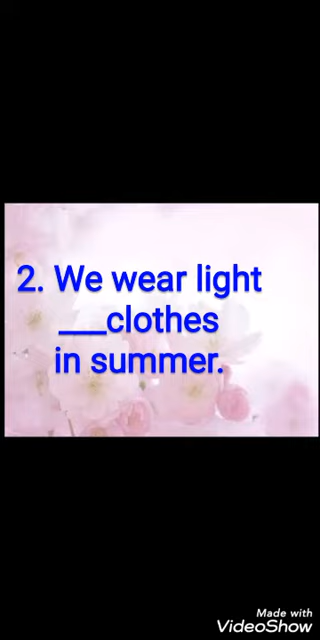 2. We wear light
___clothes
in summer.
Made with
VideoShow